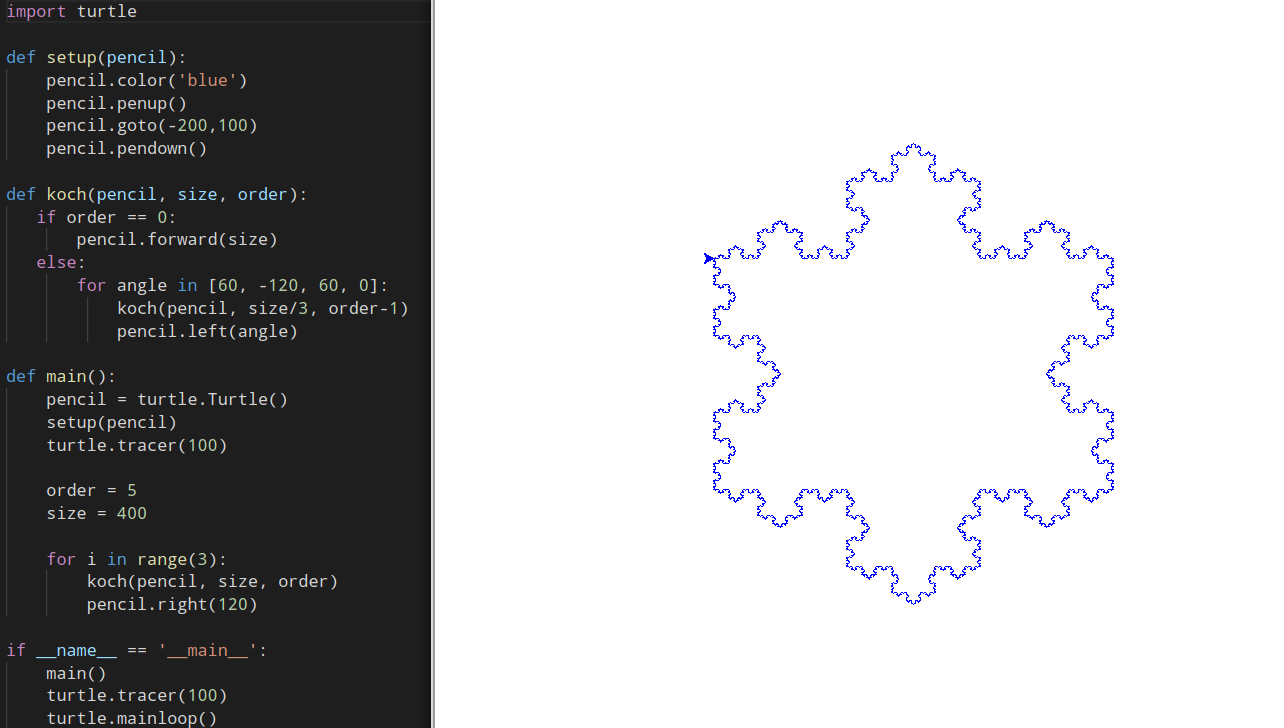 import turtle
def setup(pencil):
    pencil.color('blue')
    pencil.penup()
    pencil.goto(-200,100)
    pencil.pendown()
def koch(pencil, size, order):
   if order == 0:
       pencil.forward(size)
   else:
       for angle in [60, -120, 60, 0]:
           koch(pencil, size/3, order-1)
           pencil.left(angle)
def main():
    pencil = turtle.Turtle()
    setup(pencil)
    turtle.tracer(100)
    order = 5
    size = 400
    for i in range(3):
        koch(pencil, size, order)
        pencil.right(120)
if __name__ == '__main__':
    main()
    turtle.tracer(100)
    turtle.mainloop()